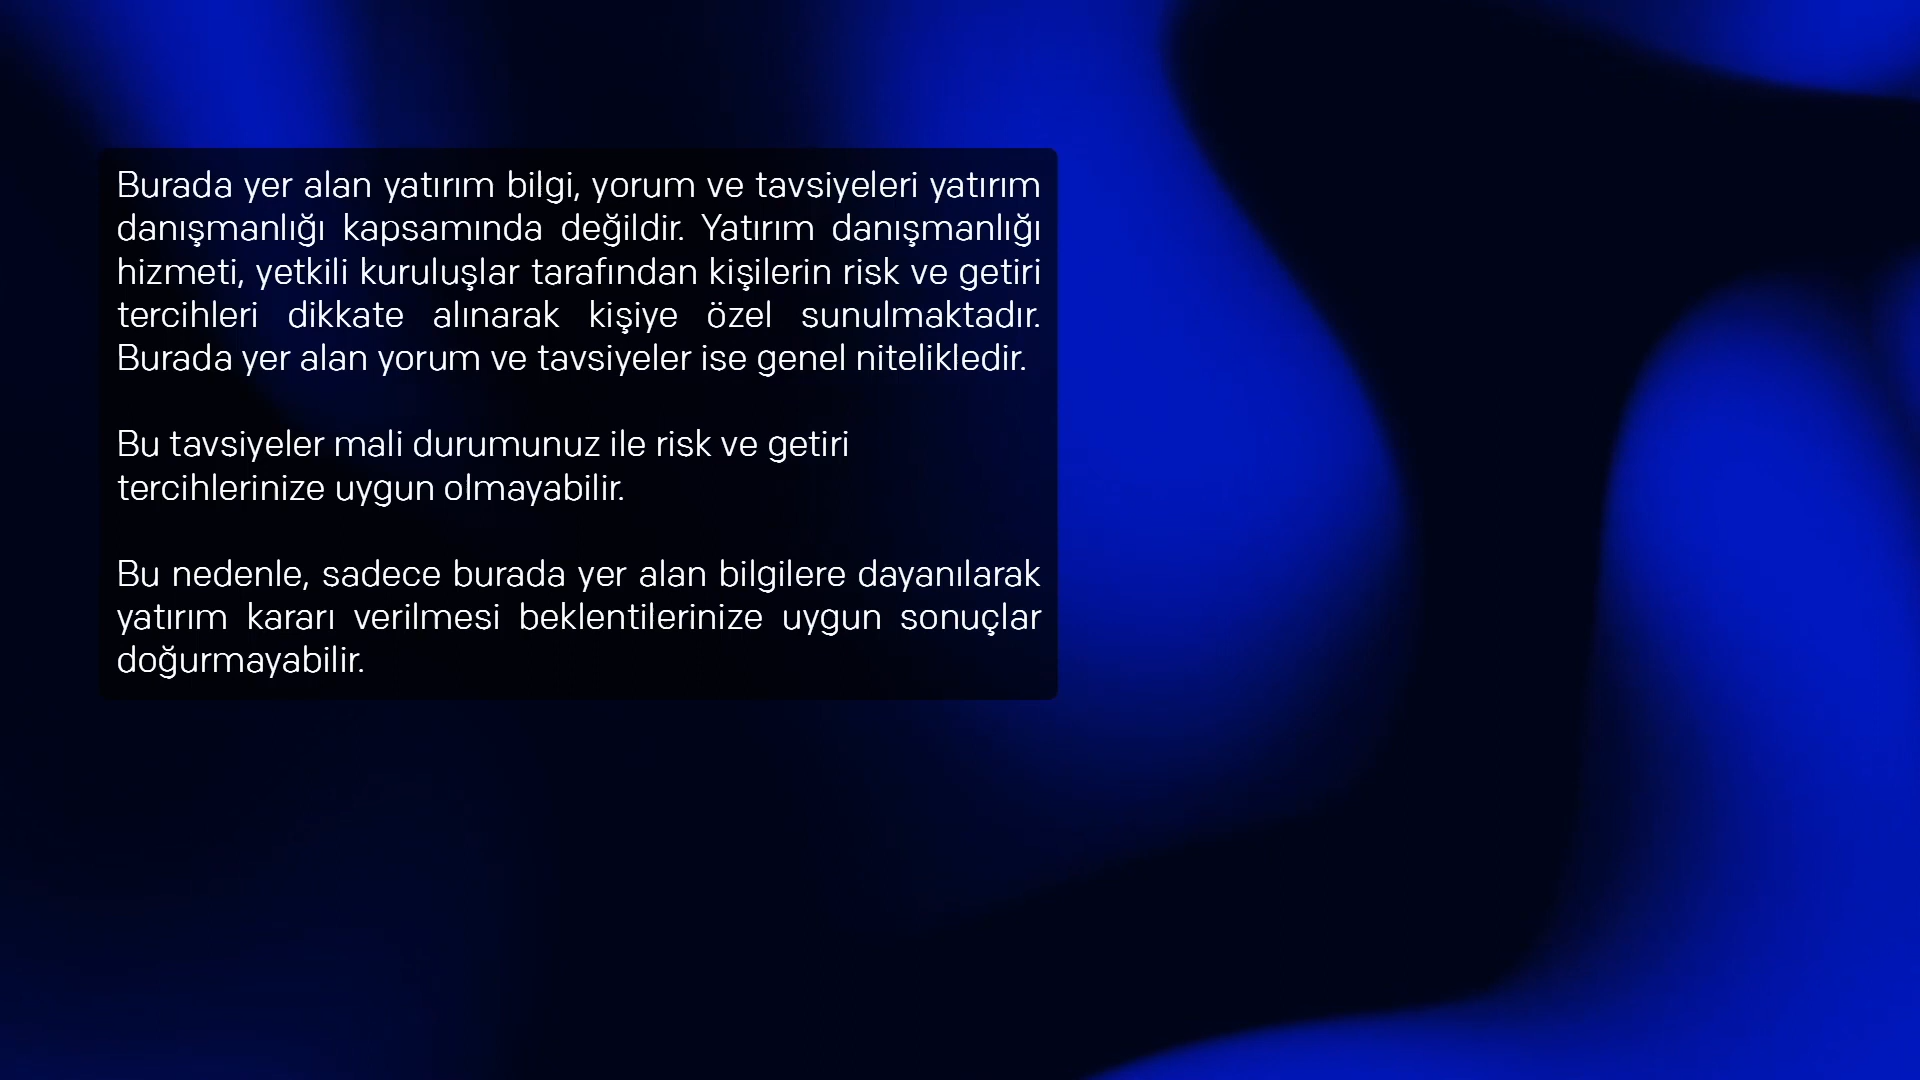 Burada yer alan yatırım bilgi, yorum ve tavsiyeleri yatırım
danışmanlığı kapsamında değildir. Yatırım danışmanlığı
hizmeti, yetkili kuruluşlar tarafından kişilerin risk ve getiri
tercihleri dikkate alınarak kişiye özel sunulmaktadır.
Burada yer alan yorum ve tavsiyeler ise genel nitelikledir.
Bu tavsiyeler mali durumunuz ile risk ve getiri
tercihlerinize uygun olmayabilir.
Bu nedenle, sadece burada yer alan bilgilere dayanılarak
yatırım kararı verilmesi beklentilerinize uygun sonuçlar
doğurmayabilir.